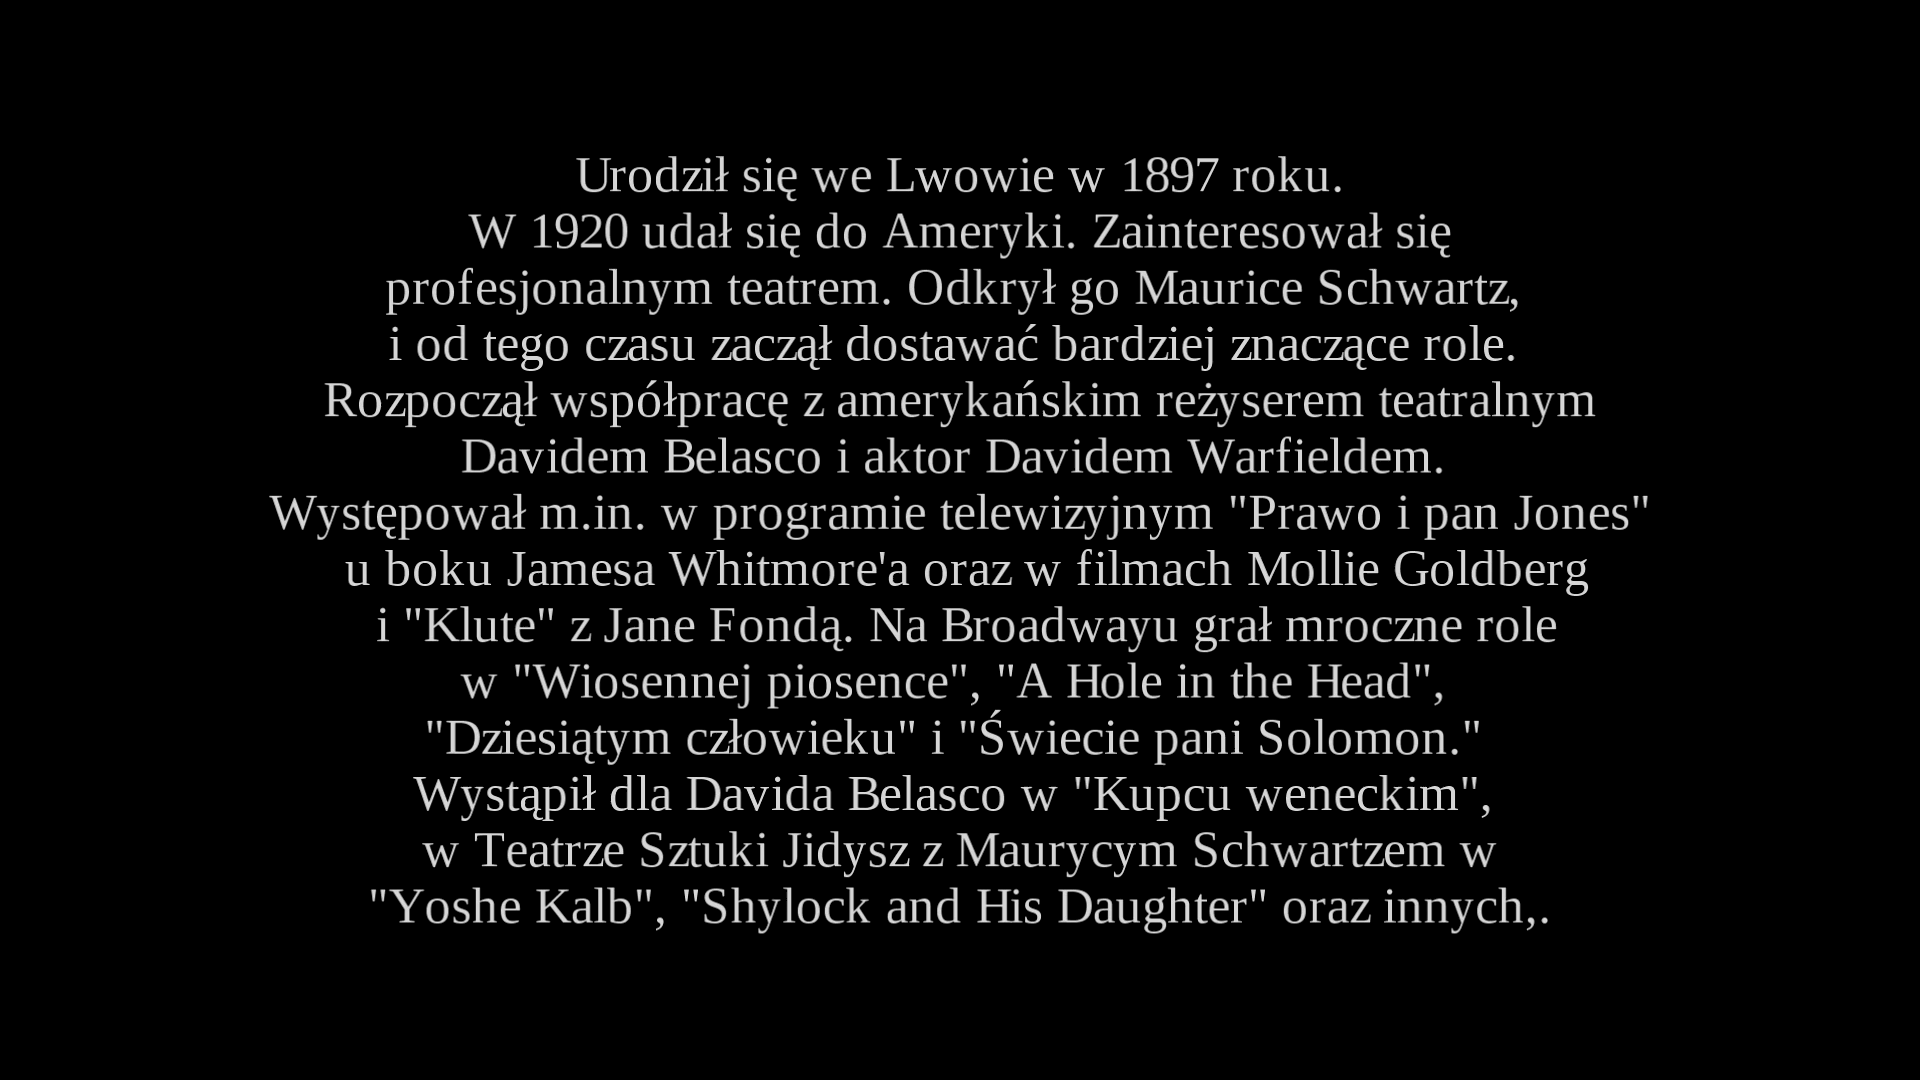 Urodził się we Lwowie w 1897 roku.
W 1920 udał się do Ameryki. Zainteresował się
profesjonalnym teatrem. Odkrył go Maurice Schwartz,
i od tego czasu zaczął dostawać bardziej znaczące role.
Rozpoczął współpracę z amerykańskim reżyserem teatralnym
Davidem Belasco i aktor Davidem Warfieldem.
Występował m.in. w programie telewizyjnym "Prawo i pan Jones"
u boku Jamesa Whitmore'a oraz w filmach Mollie Goldberg
i "Klute" z Jane Fondą. Na Broadwayu grał mroczne role
w "Wiosennej piosence", "A Hole in the Head",
"Dziesiątym człowieku" i "Świecie pani Solomon."
Wystąpił dla Davida Belasco w "Kupcu weneckim",
w Teatrze Sztuki Jidysz z Maurycym Schwartzem w
"Yoshe Kalb", "Shylock and His Daughter" oraz innych,.